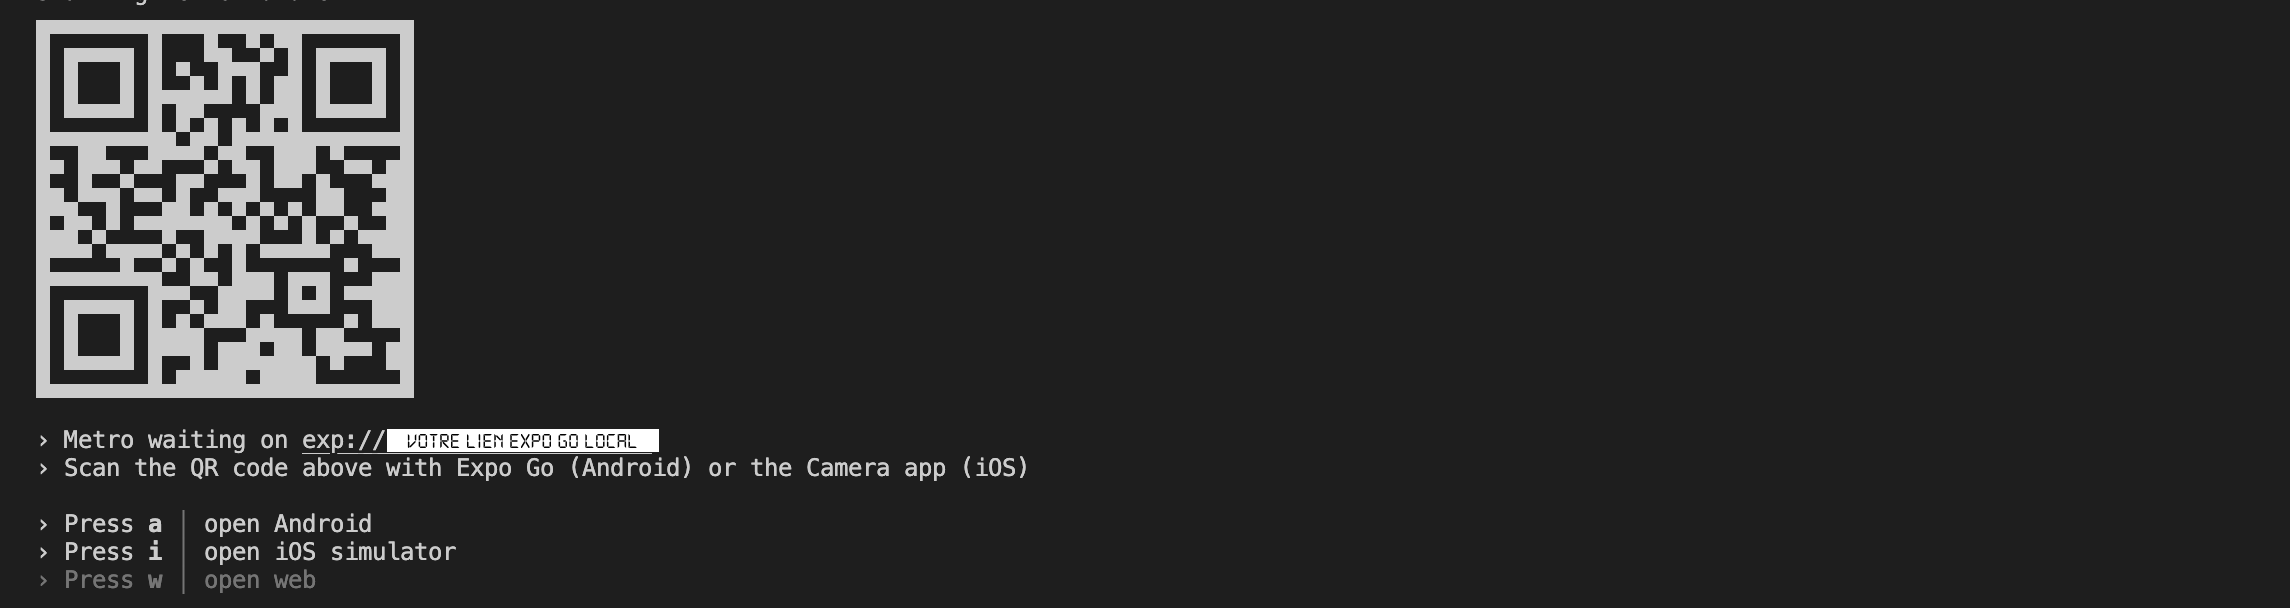 › Metro waiting on exp:// VOTRE LIEN EXPO GO LOCAL
› Scan the QR code above with Expo Go (Android) or the Camera app (iOS)
› Press a │ open Android
› Press i │ open iOS simulator
› Press w │ open web